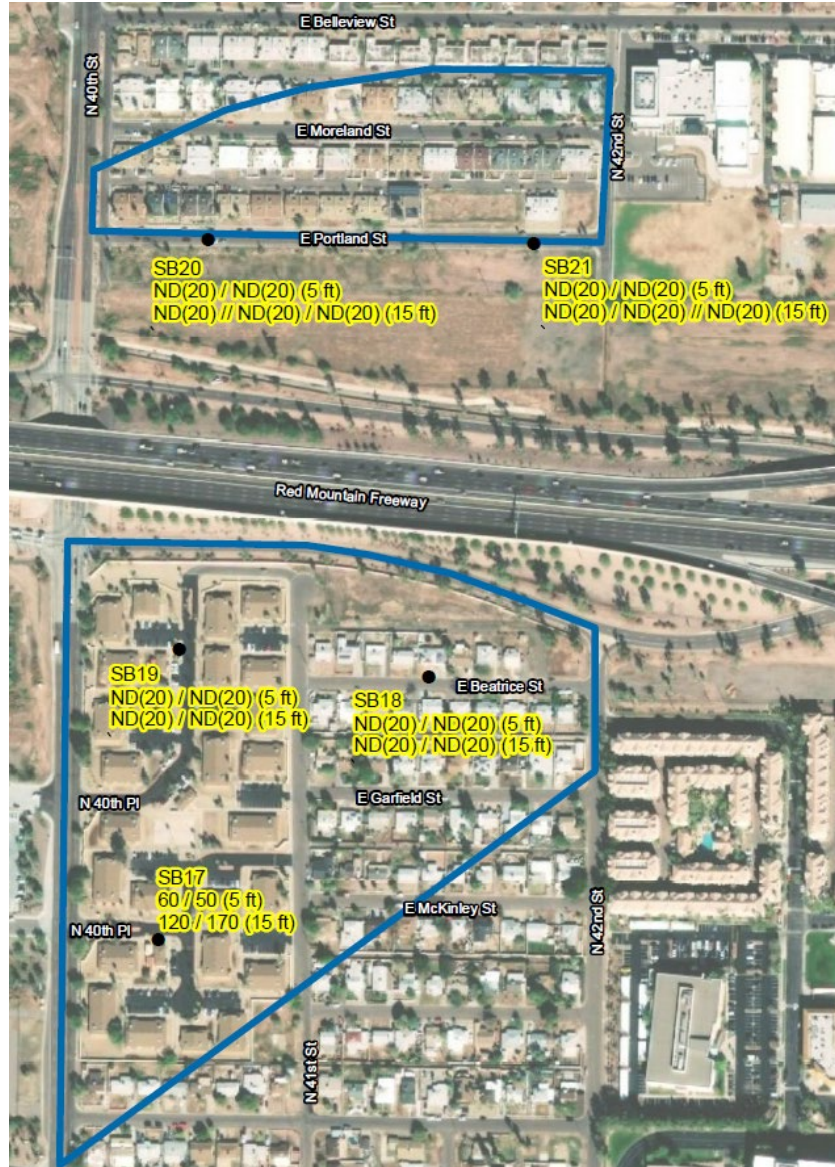 E Belleview St
N 40th St
E Moreland St
N 42nd St
E Portland St
SB20
ND(20) / ND(20) (5 ft)
ND(20) // ND(20) / ND(20) (15 ft)
SB21
ND(20) / ND(20) (5 ft)
ND(20) / ND(20) // ND(20) (15 ft)
Red Mountain Freeway
SB19
ND(20) / ND(20) (5 ft)
ND(20) / ND(20) (15 ft)
E Beatrice St
SB18
ND(20) / ND(20) (5 ft)
ND(20) / ND(20) (15 ft)
N 40th Pl
E Garfield St
SB17
60 / 50 (5 ft)
120 / 170 (15 ft)
N 40th Pl
E McKinley St
N 42nd St
N 41st St